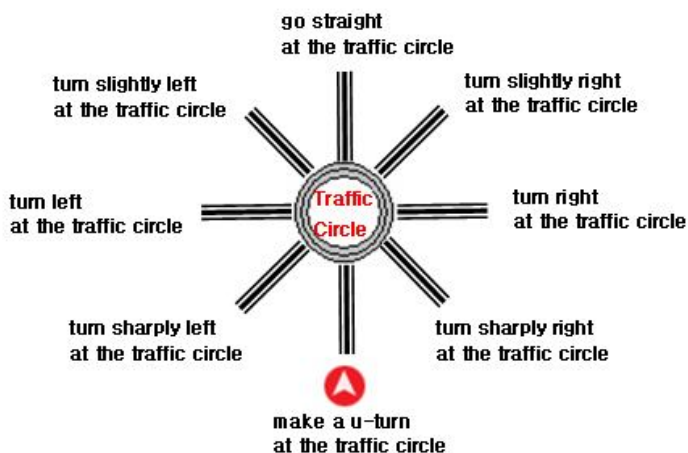 go straight
at the traffic circle
turn slightly left
at the traffic circle
turn slightly right
at the traffic circle
turn left
at the traffic circle
Traffic
Circle
turn right
at the traffic circle
turn sharply left
at the traffic circle
turn sharply right
at the traffic circle
make a u-turn
at the traffic circle